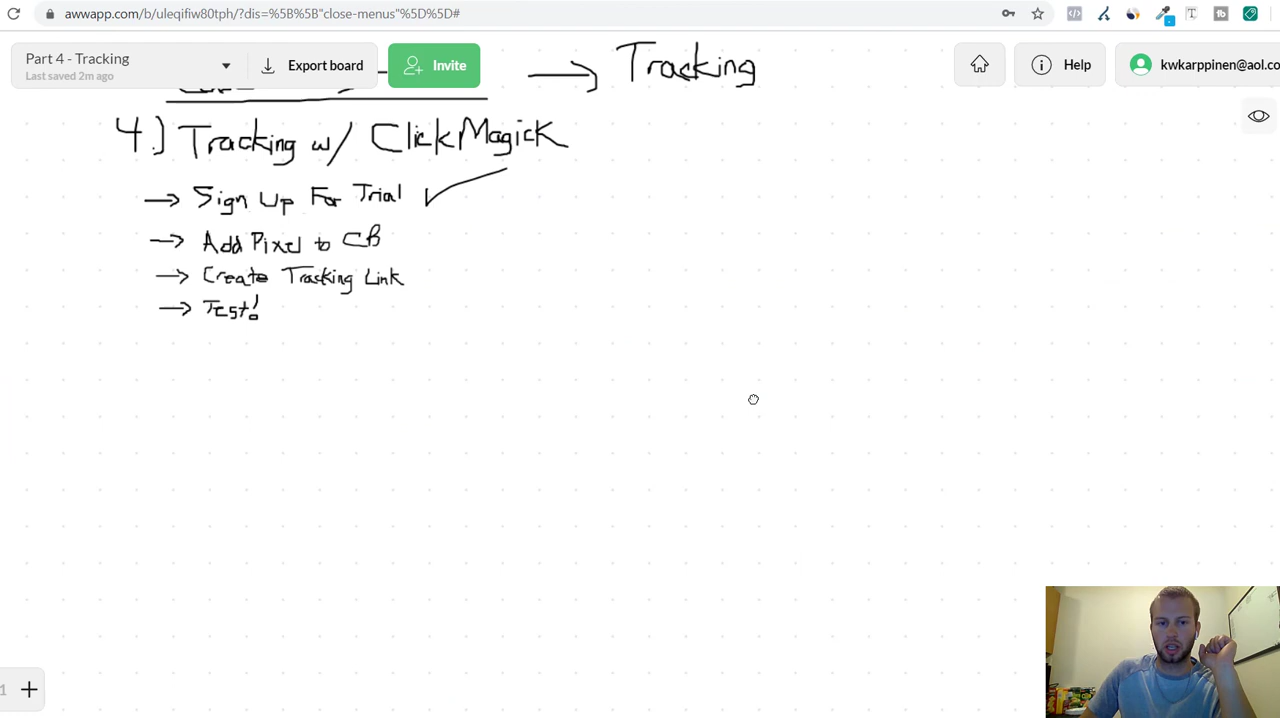 awwapp.com/b/uleqifiw80tph/?dis=%5B%5B"close-menus"%5D%5D#
Part 4 - Tracking
Last saved 2m ago
Export board
Invite
→ Tracking
Help
kwkarppinen@aol.co
4.) Tracking w/ ClickMagick
→ Sign Up For Trial ✓
→ Add Pixel to CB
→ Create Tracking Link
→ Test!
1